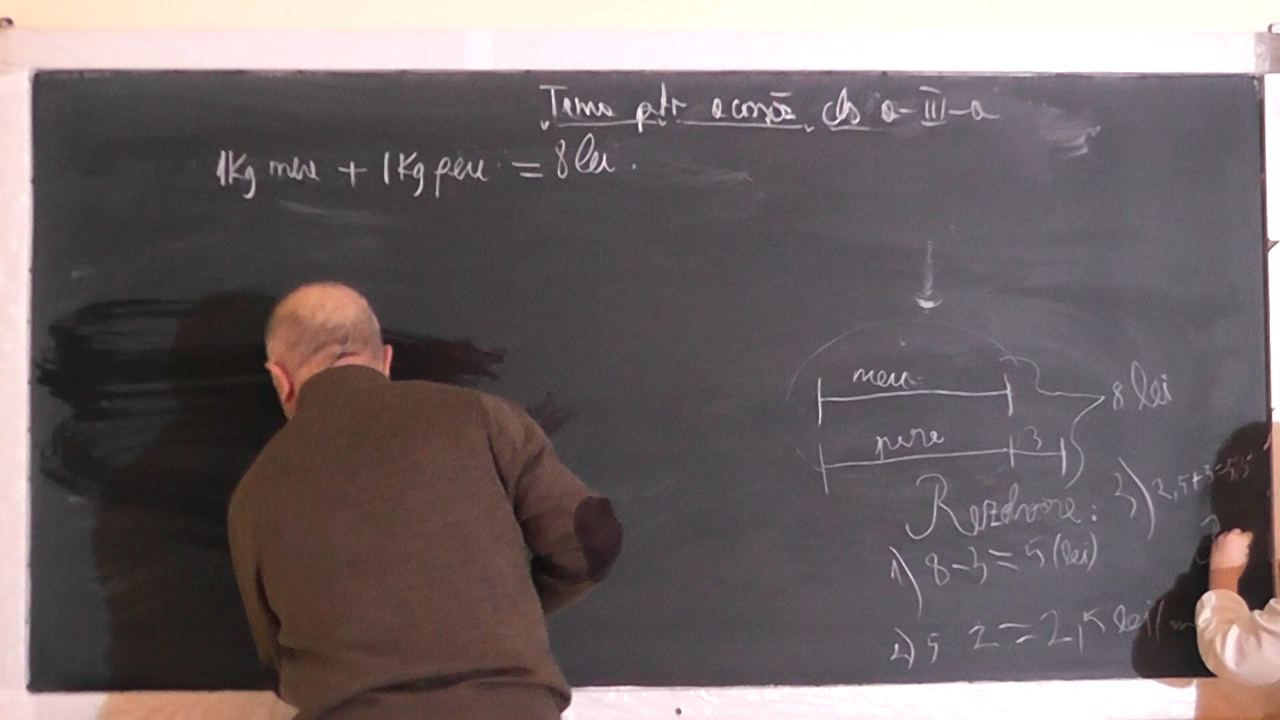 Tema ptr acasă cls a-III-a
1Kg mere + 1Kg pere = 8 lei.
mere
8 lei
pere 3
Rezolvare:
3) 2,5+3=5,5
1) 8-3=5 (lei)
2) 5 2=2,5 lei/